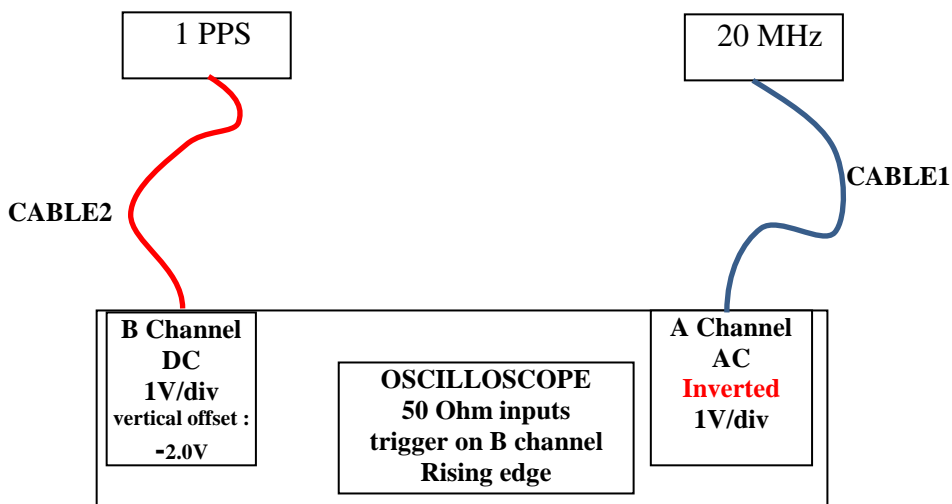 1 PPS
20 MHz
CABLE1
CABLE2
B Channel
DC
1V/div
vertical offset :
-2.0V
OSCILLOSCOPE
50 Ohm inputs
trigger on B channel
Rising edge
A Channel
AC
Inverted
1V/div